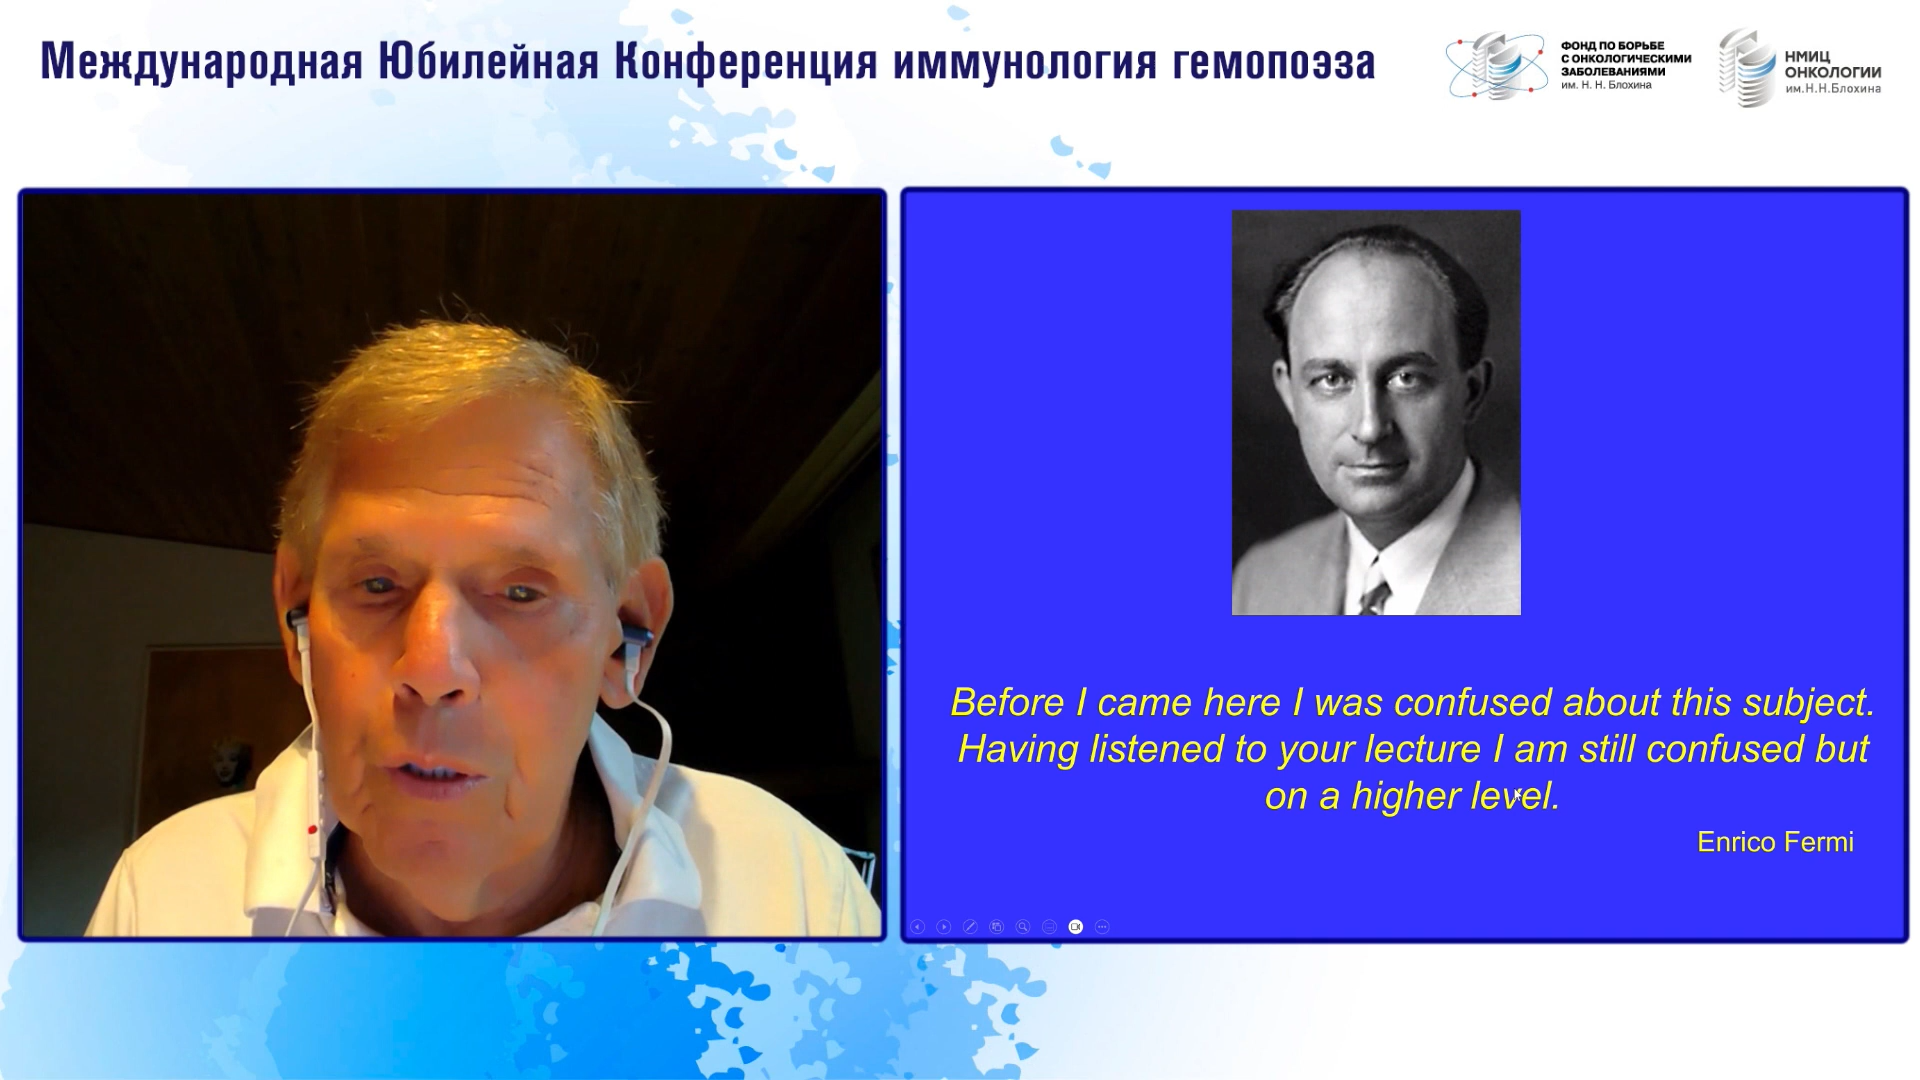 Международная Юбилейная Конференция иммунология гемопоэза
ФОНД ПО БОРЬБЕ
С ОНКОЛОГИЧЕСКИМИ
ЗАБОЛЕВАНИЯМИ
им. Н. Н. Блохина
НМИЦ
ОНКОЛОГИИ
им.Н.Н.Блохина
Before I came here I was confused about this subject.
Having listened to your lecture I am still confused but
on a higher level.
Enrico Fermi